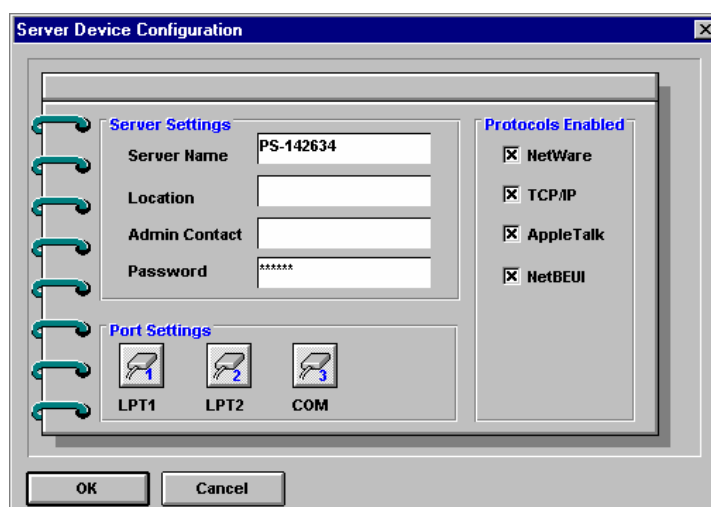 Server Device Configuration
Server Settings
Server Name PS-142634
Location
Admin Contact
Password ******
Protocols Enabled
NetWare
TCP/IP
AppleTalk
NetBEUI
Port Settings
1 2 3
LPT1 LPT2 COM
OK Cancel